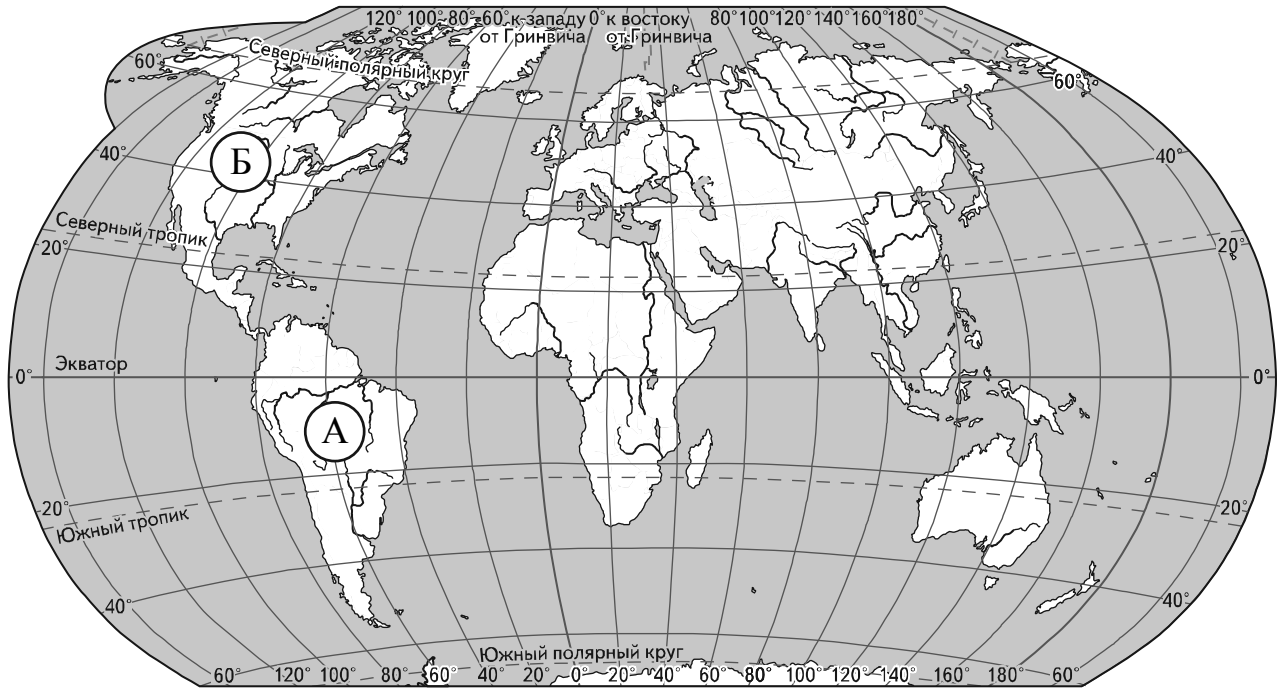 120° 100° 80° 60° к западу 0° к востоку 80° 100° 120° 140° 160° 180°
от Гринвича от Гринвича
Северный полярный круг
60° 60°
Б
40° 40°
Северный тропик
20° 20°
Экватор
0° 0°
А
20° 20°
Южный тропик
40° 40°
Южный полярный круг
60° 120° 100° 80° 60° 40° 20° 0° 20° 40° 60° 80° 100° 120° 140° 160° 180° 60°